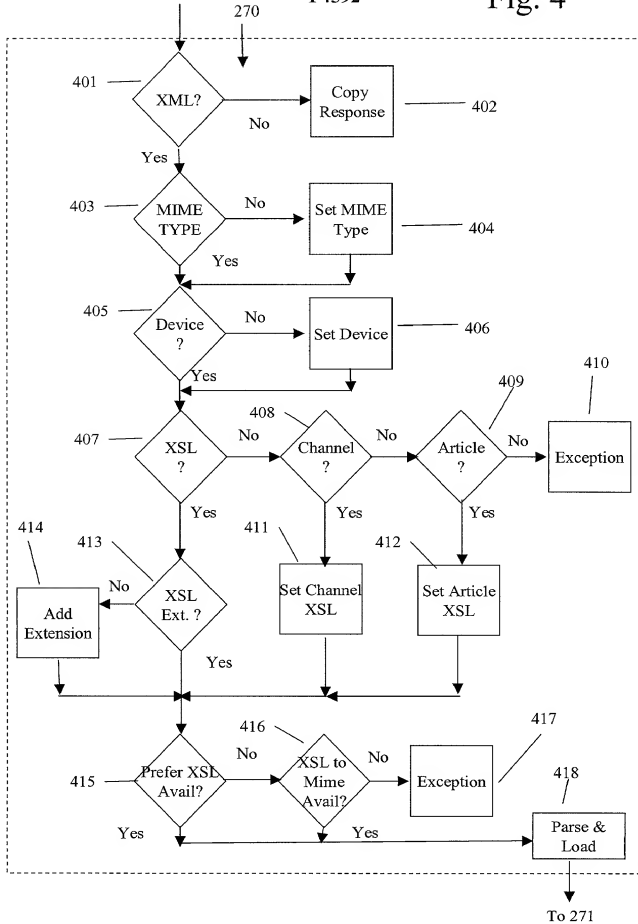 270
Fig. 4
401
XML?
No
Copy
Response
402
Yes
403
MIME
TYPE
No
Set MIME
Type
404
Yes
405
Device
?
No
Set Device
406
Yes
407
XSL
?
No
408
Channel
?
No
409
Article
?
No
410
Exception
Yes
Yes
Yes
411
Set Channel
XSL
412
Set Article
XSL
413
XSL
Ext. ?
No
414
Add
Extension
Yes
415
Prefer XSL
Avail?
No
416
XSL to
Mime
Avail?
No
Exception
417
Yes
Yes
418
Parse &
Load
To 271